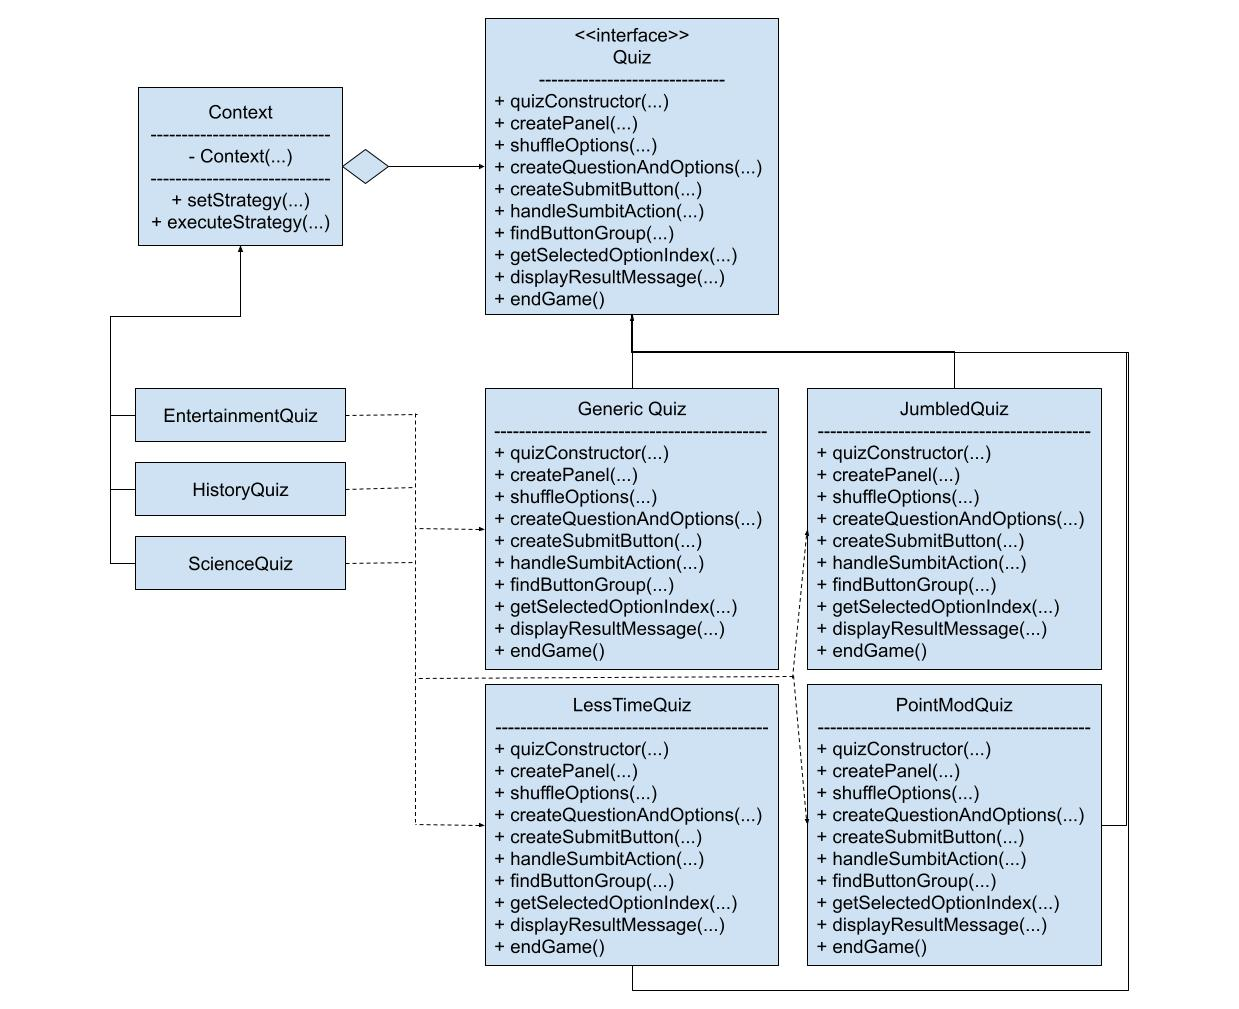 <<interface>>
Quiz
------------------------------
+ quizConstructor(...)
+ createPanel(...)
+ shuffleOptions(...)
+ createQuestionAndOptions(...)
+ createSubmitButton(...)
+ handleSumbitAction(...)
+ findButtonGroup(...)
+ getSelectedOptionIndex(...)
+ displayResultMessage(...)
+ endGame()
Context
-----------------------------
- Context(...)
-----------------------------
+ setStrategy(...)
+ executeStrategy(...)
EntertainmentQuiz
HistoryQuiz
ScienceQuiz
Generic Quiz
--------------------------------------------
+ quizConstructor(...)
+ createPanel(...)
+ shuffleOptions(...)
+ createQuestionAndOptions(...)
+ createSubmitButton(...)
+ handleSumbitAction(...)
+ findButtonGroup(...)
+ getSelectedOptionIndex(...)
+ displayResultMessage(...)
+ endGame()
JumbledQuiz
--------------------------------------------
+ quizConstructor(...)
+ createPanel(...)
+ shuffleOptions(...)
+ createQuestionAndOptions(...)
+ createSubmitButton(...)
+ handleSumbitAction(...)
+ findButtonGroup(...)
+ getSelectedOptionIndex(...)
+ displayResultMessage(...)
+ endGame()
LessTimeQuiz
--------------------------------------------
+ quizConstructor(...)
+ createPanel(...)
+ shuffleOptions(...)
+ createQuestionAndOptions(...)
+ createSubmitButton(...)
+ handleSumbitAction(...)
+ findButtonGroup(...)
+ getSelectedOptionIndex(...)
+ displayResultMessage(...)
+ endGame()
PointModQuiz
--------------------------------------------
+ quizConstructor(...)
+ createPanel(...)
+ shuffleOptions(...)
+ createQuestionAndOptions(...)
+ createSubmitButton(...)
+ handleSumbitAction(...)
+ findButtonGroup(...)
+ getSelectedOptionIndex(...)
+ displayResultMessage(...)
+ endGame()